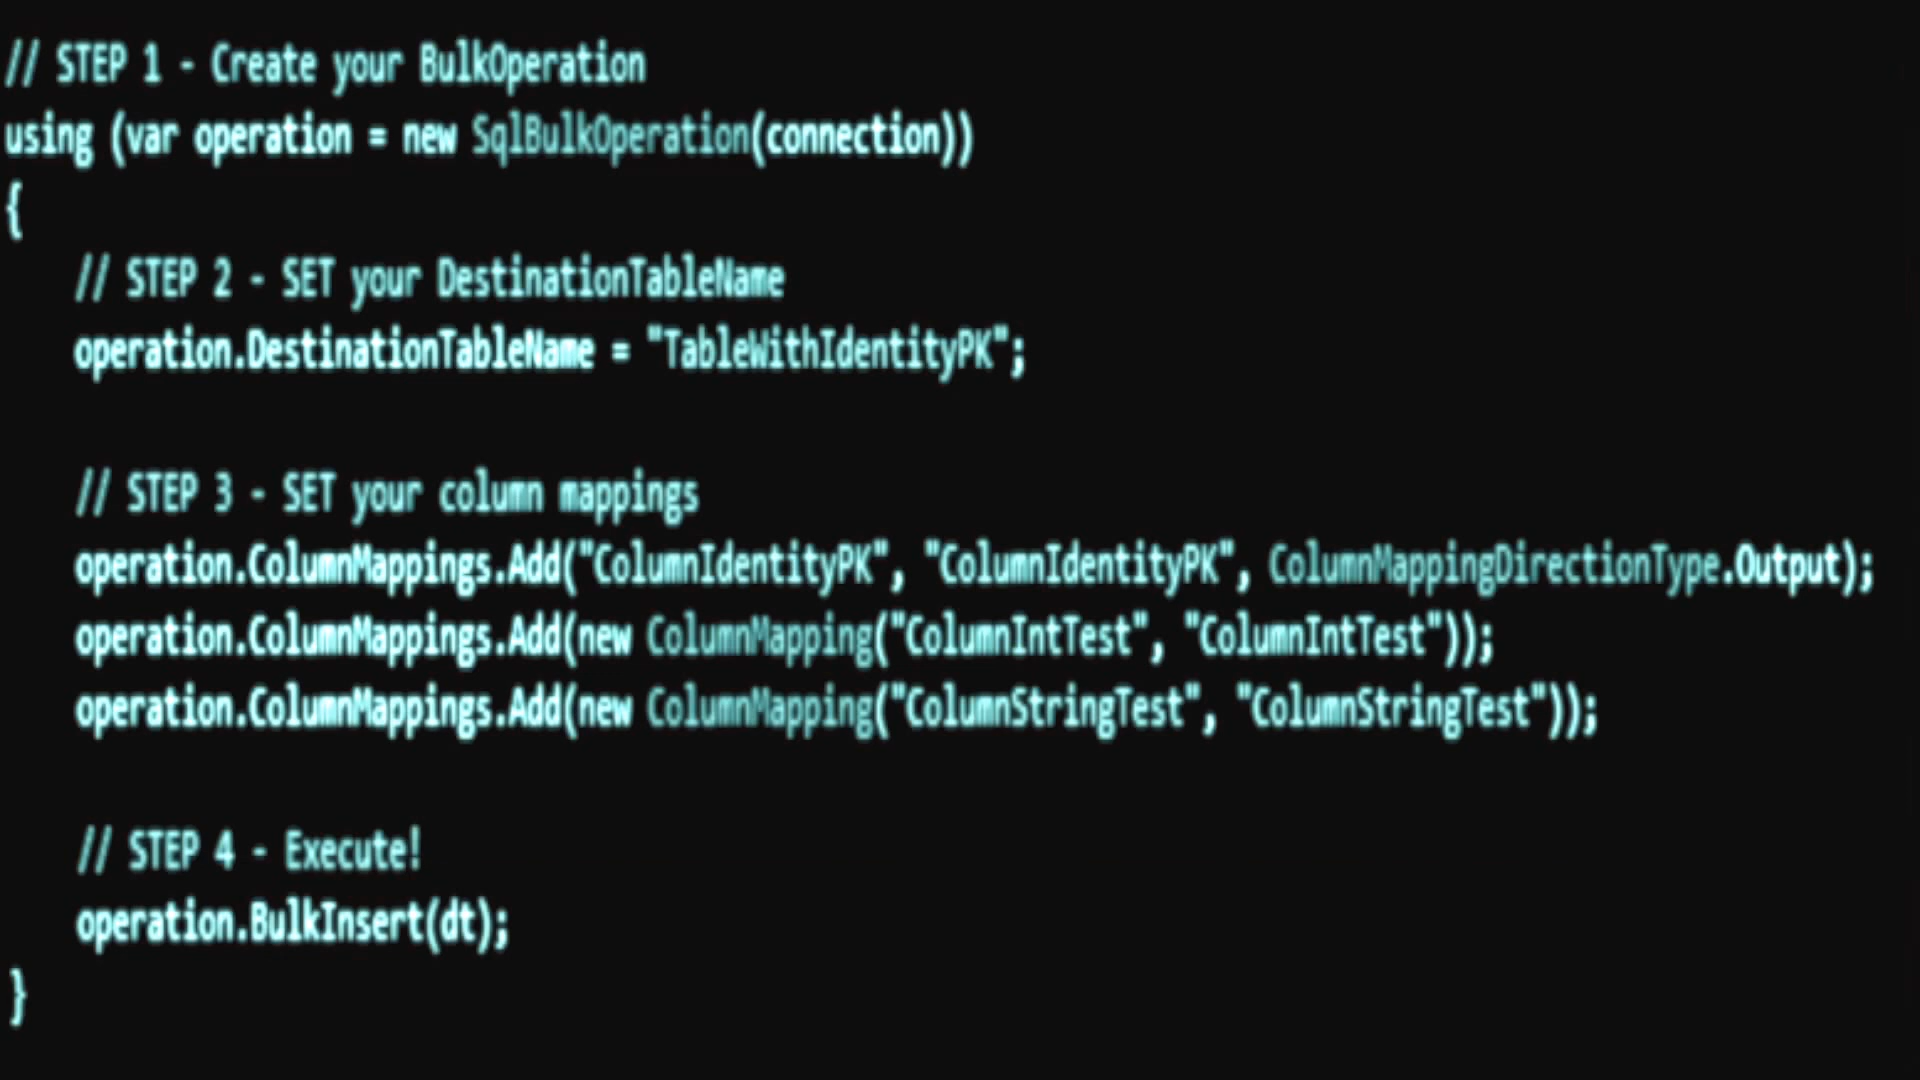 // STEP 1 - Create your BulkOperation
using (var operation = new SqlBulkOperation(connection))
{
    // STEP 2 - SET your DestinationTableName
    operation.DestinationTableName = "TableWithIdentityPK";

    // STEP 3 - SET your column mappings
    operation.ColumnMappings.Add("ColumnIdentityPK", "ColumnIdentityPK", ColumnMappingDirectionType.Output);
    operation.ColumnMappings.Add(new ColumnMapping("ColumnIntTest", "ColumnIntTest"));
    operation.ColumnMappings.Add(new ColumnMapping("ColumnStringTest", "ColumnStringTest"));

    // STEP 4 - Execute!
    operation.BulkInsert(dt);
}